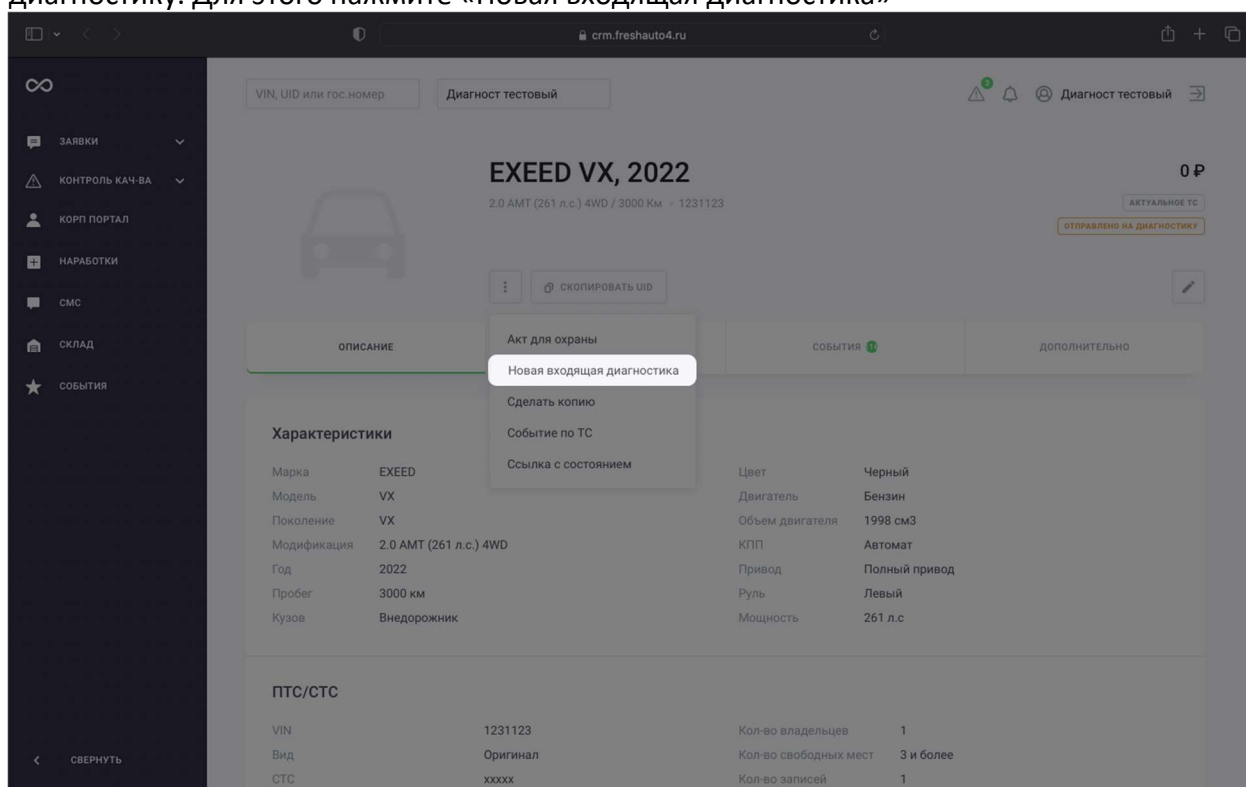 диагностику. Для этого нажмите «Новая входящая диагностика»
crm.freshauto4.ru
VIN, UID или гос.номер
Диагност тестовый
3
Диагност тестовый
ЗАЯВКИ
КОНТРОЛЬ КАЧ-ВА
КОРП ПОРТАЛ
НАРАБОТКИ
СМС
СКЛАД
СОБЫТИЯ
СВЕРНУТЬ
EXEED VX, 2022
0 ₽
2.0 AMT (261 л.с.) 4WD / 3000 Км • 1231123
АКТУАЛЬНОЕ ТС
ОТПРАВЛЕНО НА ДИАГНОСТИКУ
СКОПИРОВАТЬ UID
ОПИСАНИЕ
СОБЫТИЯ
ДОПОЛНИТЕЛЬНО
Акт для охраны
Новая входящая диагностика
Сделать копию
Событие по ТС
Ссылка с состоянием
Характеристики
Марка EXEED
Модель VX
Поколение VX
Модификация 2.0 AMT (261 л.с.) 4WD
Год 2022
Пробег 3000 км
Кузов Внедорожник
Цвет Черный
Двигатель Бензин
Объем двигателя 1998 см3
КПП Автомат
Привод Полный привод
Руль Левый
Мощность 261 л.с
ПТС/СТС
VIN 1231123
Вид Оригинал
СТС xxxxx
Кол-во владельцев 1
Кол-во свободных мест 3 и более
Кол-во записей 1